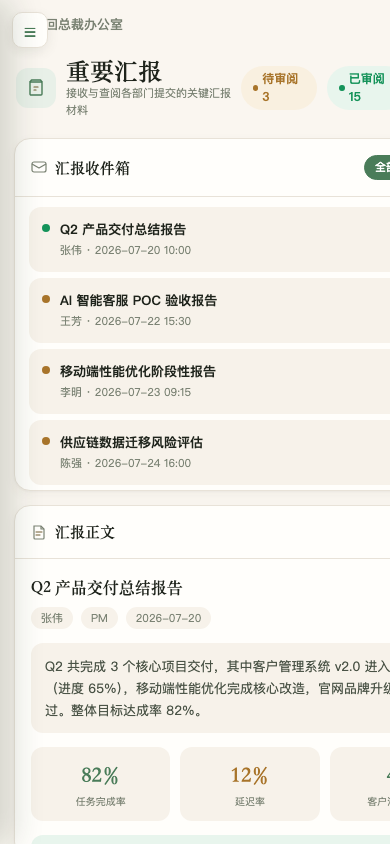 回总裁办公室
重要汇报
接收与查阅各部门提交的关键汇报
材料
待审阅
3
已审阅
15
汇报收件箱
Q2 产品交付总结报告
张伟 · 2026-07-20 10:00
AI 智能客服 POC 验收报告
王芳 · 2026-07-22 15:30
移动端性能优化阶段性报告
李明 · 2026-07-23 09:15
供应链数据迁移风险评估
陈强 · 2026-07-24 16:00
汇报正文
Q2 产品交付总结报告
张伟 PM 2026-07-20
Q2 共完成 3 个核心项目交付，其中客户管理系统 v2.0 进入
（进度 65%），移动端性能优化完成核心改造，官网品牌升级
过。整体目标达成率 82%。
82%
任务完成率
12%
延迟率